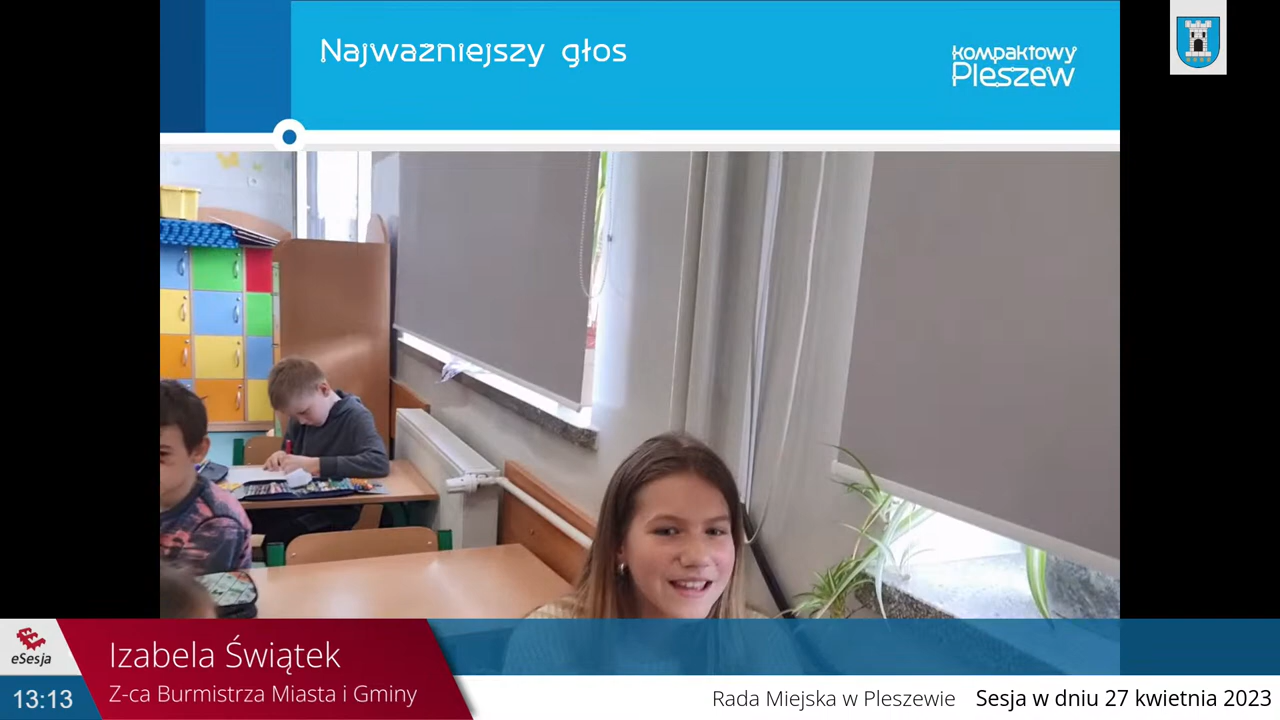 Najważniejszy głos
kompaktowy
Pleszew
eSesja
Izabela Świątek
13:13
Z-ca Burmistrza Miasta i Gminy
Rada Miejska w Pleszewie
Sesja w dniu 27 kwietnia 2023